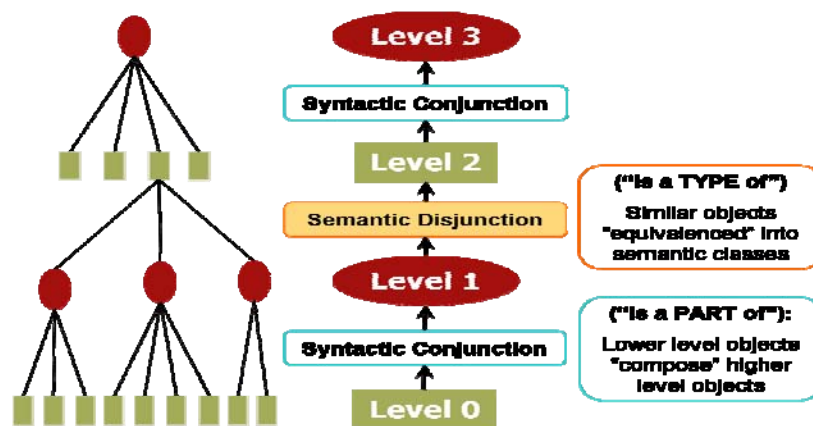 Level 3
Syntactic Conjunction
Level 2
Semantic Disjunction
Level 1
Syntactic Conjunction
Level 0
("Is a TYPE of")
Similar objects
"equivalenced" into
semantic classes
("Is a PART of"):
Lower level objects
"compose" higher
level objects